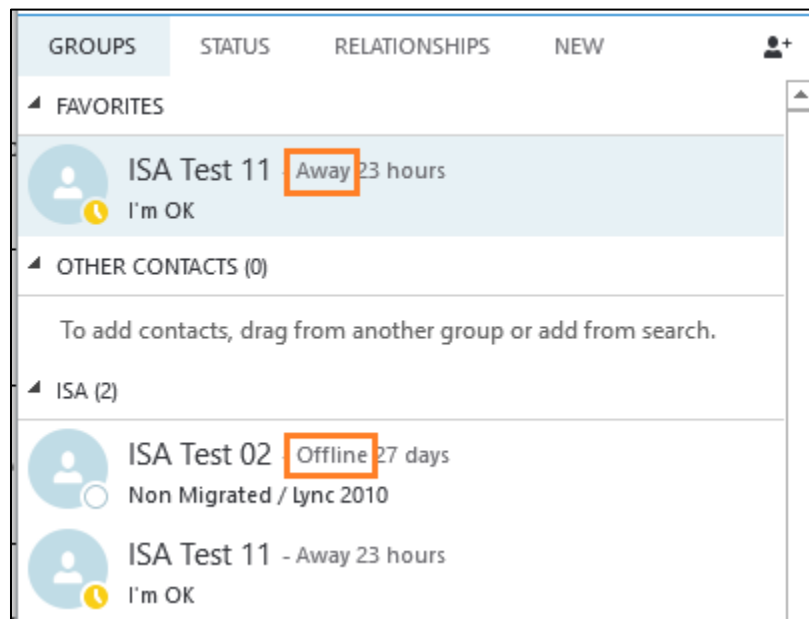 GROUPS STATUS RELATIONSHIPS NEW
FAVORITES
ISA Test 11 - Away 23 hours
I'm OK
OTHER CONTACTS (0)
To add contacts, drag from another group or add from search.
ISA (2)
ISA Test 02 - Offline 27 days
Non Migrated / Lync 2010
ISA Test 11 - Away 23 hours
I'm OK